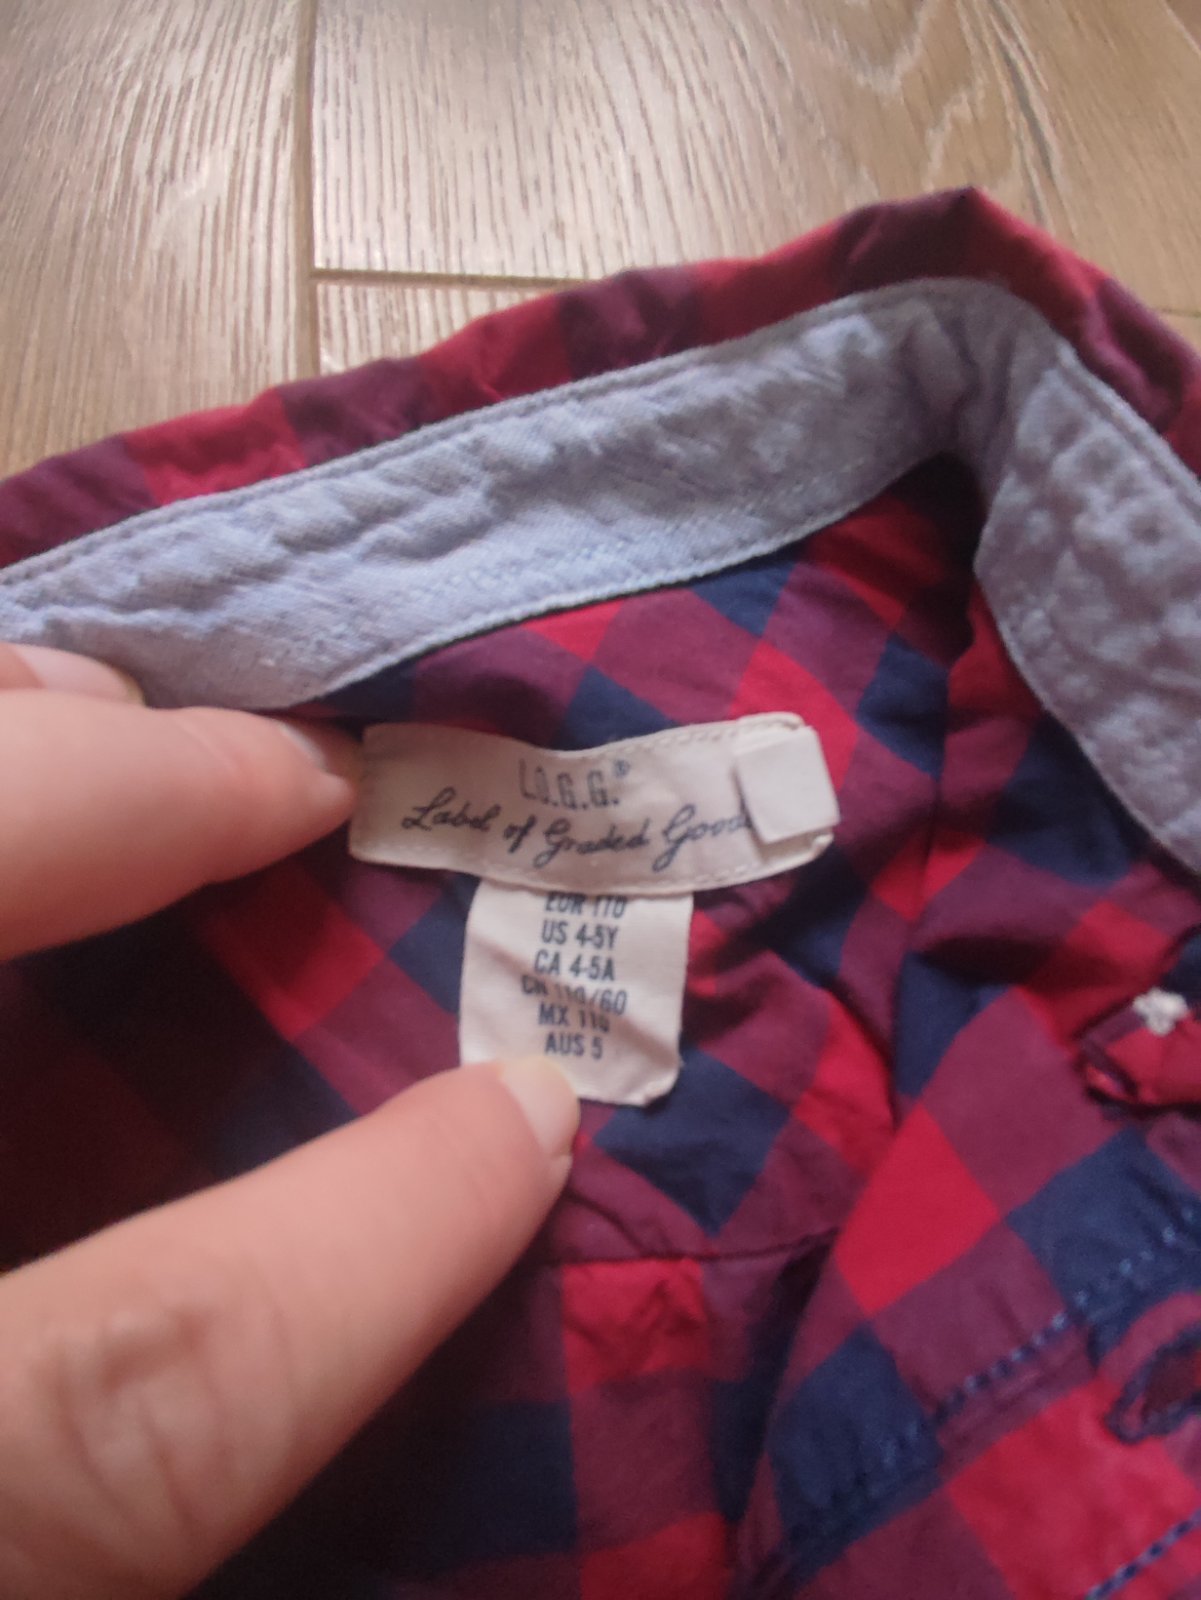 L.O.G.G.®
Label of Graded Goods
EUR 110
US 4-5Y
CA 4-5A
CN 110/60
MX 110
AUS 5